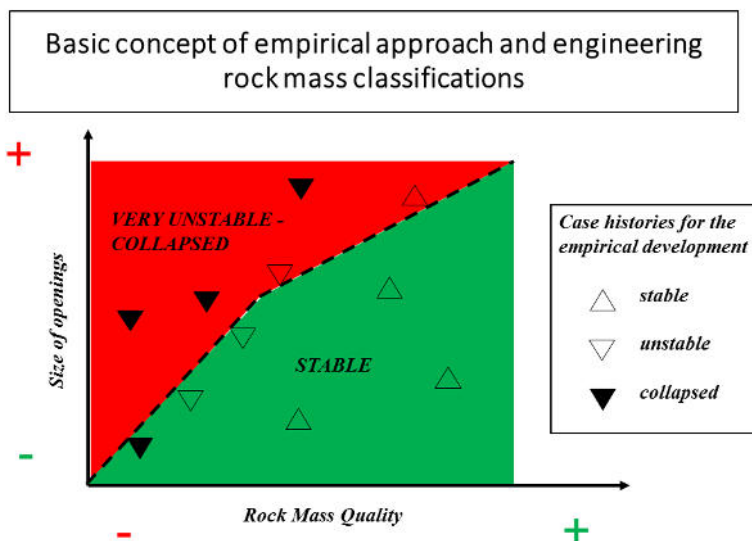 Basic concept of empirical approach and engineering
rock mass classifications
+
VERY UNSTABLE -
COLLAPSED
Size of openings
STABLE
-
Rock Mass Quality
-
+
Case histories for the
empirical development
stable
unstable
collapsed